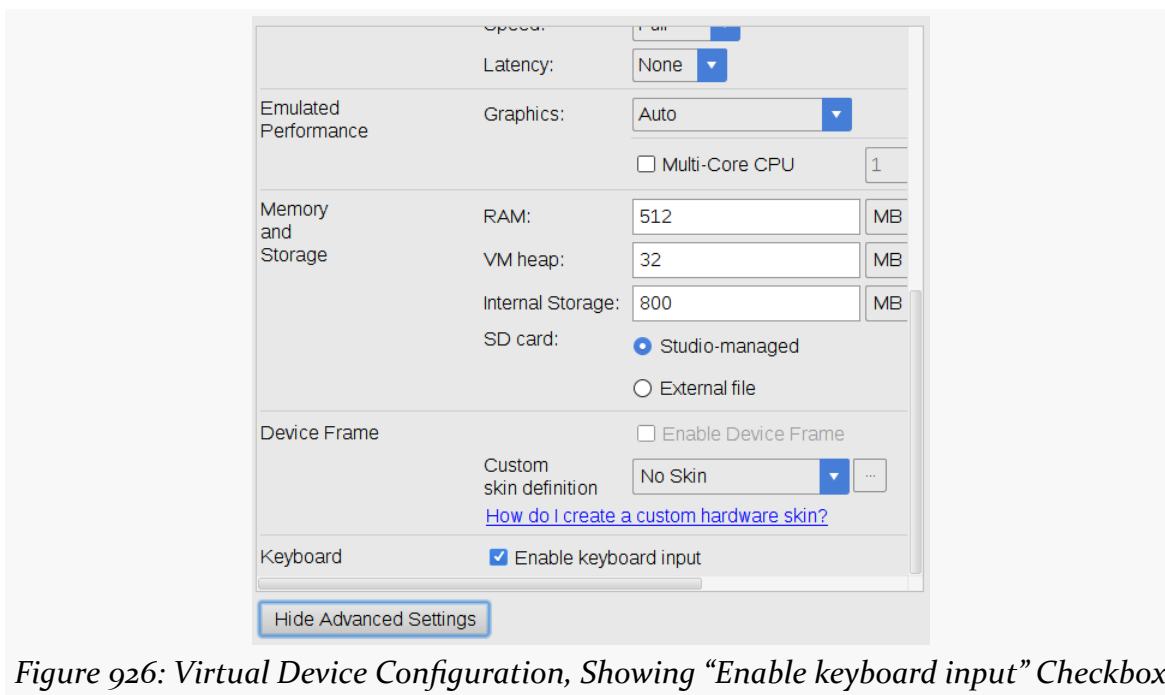 Speed: Full
Latency: None
Emulated
Performance
Graphics: Auto
Multi-Core CPU 1
Memory
and
Storage
RAM: 512 MB
VM heap: 32 MB
Internal Storage: 800 MB
SD card: Studio-managed
External file
Device Frame Enable Device Frame
Custom
skin definition
No Skin ...
How do I create a custom hardware skin?
Keyboard Enable keyboard input
Hide Advanced Settings
Figure 926: Virtual Device Configuration, Showing “Enable keyboard input” Checkbox